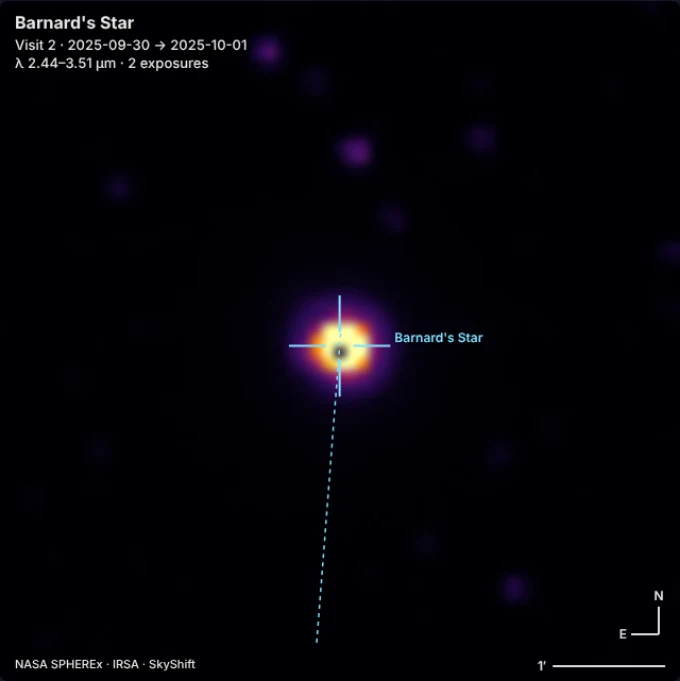 Barnard's Star
Visit 2 · 2025-09-30 → 2025-10-01
λ 2.44–3.51 µm · 2 exposures
Barnard's Star
N
E
NASA SPHEREx · IRSA · SkyShift
1′